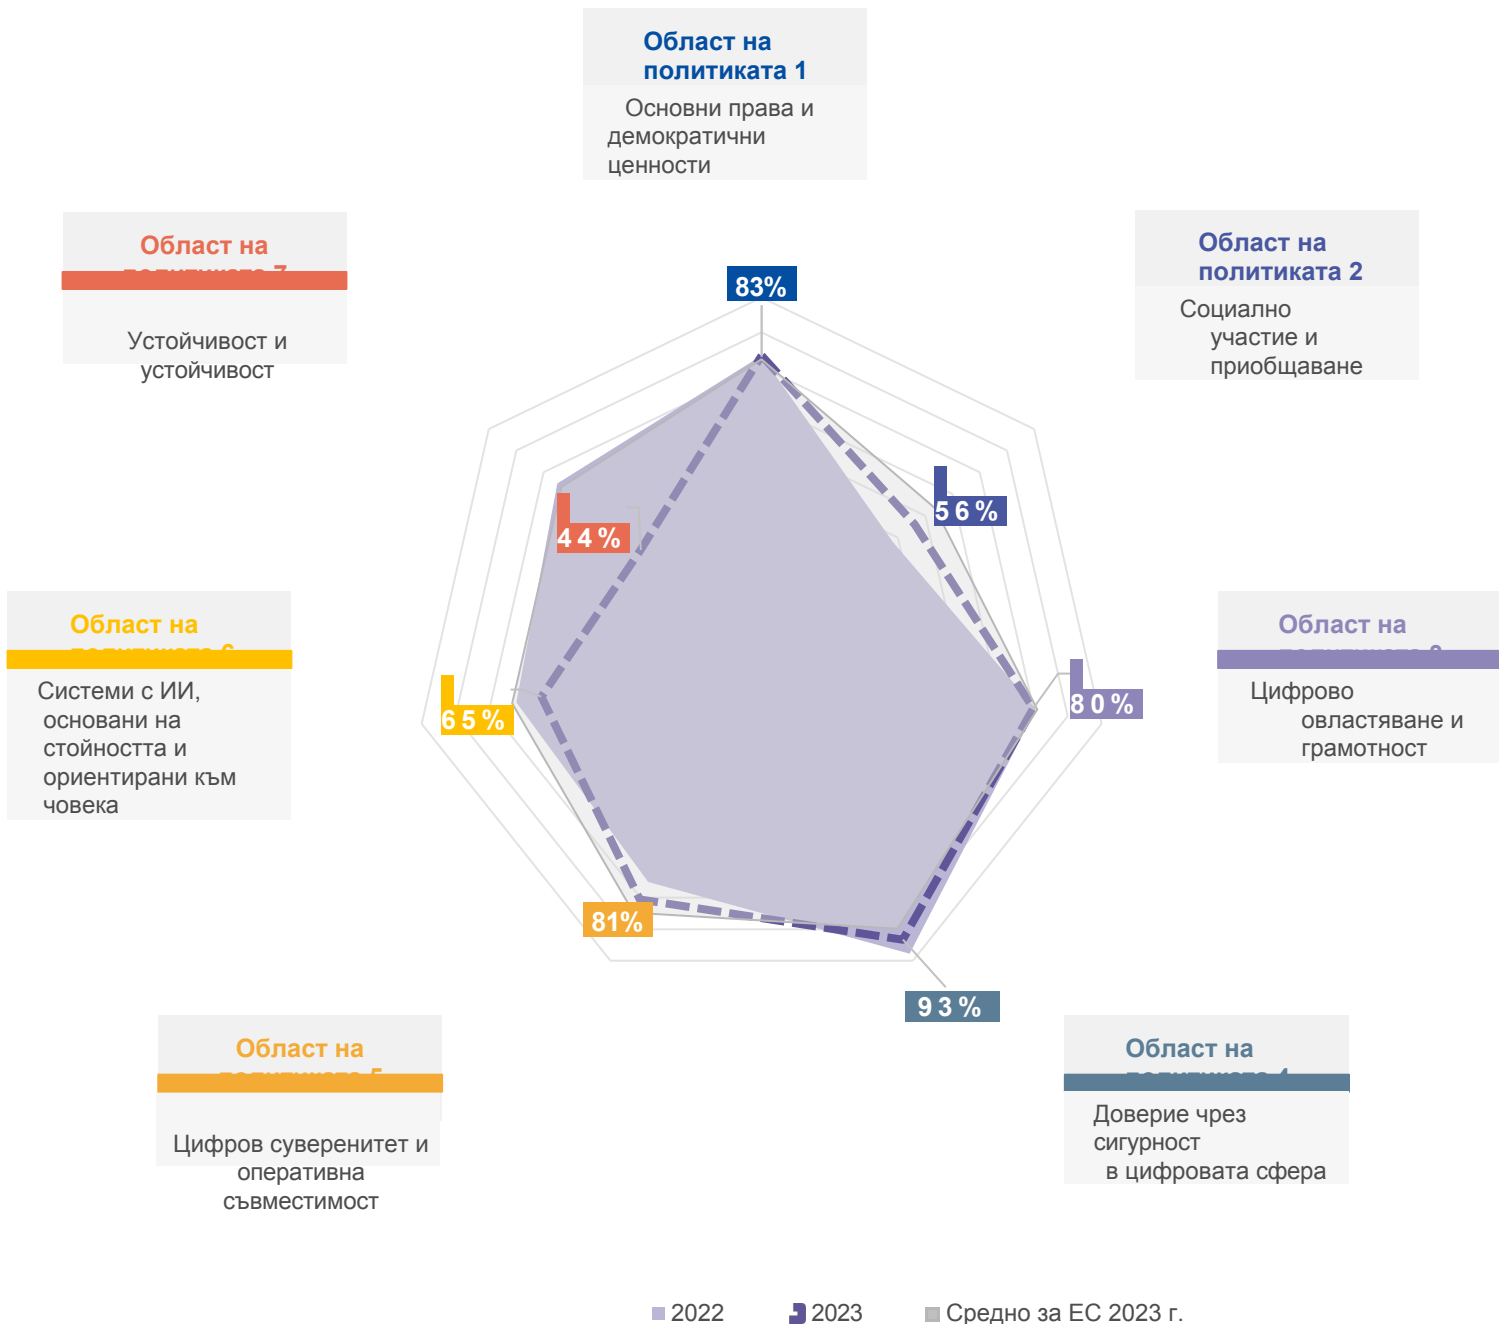 Област на
политиката 1
Основни права и
демократични
ценности
Област на
Устойчивост и
устойчивост
Област на
политиката 2
Социално
участие и
приобщаване
83%
56%
44%
Област на
Системи с ИИ,
основани на
стойността и
ориентирани към
човека
65%
80%
Област на
Цифрово
овластяване и
грамотност
81%
93%
Област на
Цифров суверенитет и
оперативна
съвместимост
Област на
Доверие чрез
сигурност
в цифровата сфера
2022
2023
Средно за ЕС 2023 г.